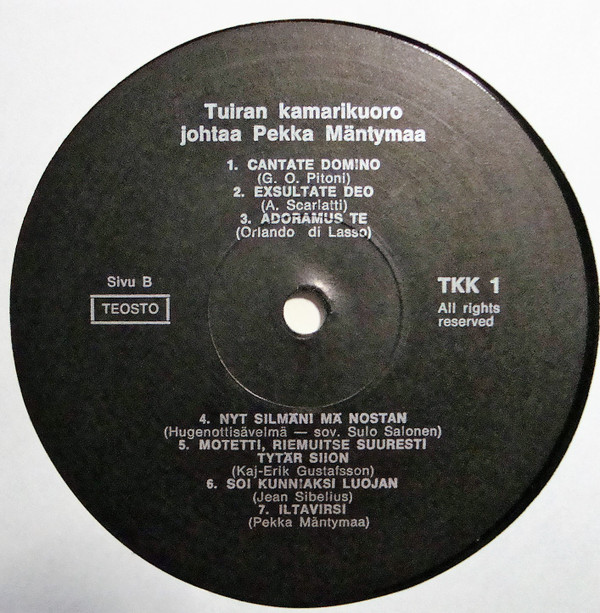 Tuiran kamarikuoro
johtaa Pekka Mäntymaa
1. CANTATE DOMINO
(G. O. Pitoni)
2. EXSULTATE DEO
(A. Scarlatti)
3. ADORAMUS TE
(Orlando di Lasso)
Sivu B
TEOSTO
TKK 1
All rights
reserved
4. NYT SILMÄNI MÄ NOSTAN
(Hugenottisävelmä — sov. Sulo Salonen)
5. MOTETTI, RIEMUITSE SUURESTI
TYTÄR SIION
(Kaj-Erik Gustafsson)
6. SOI KUNNIAKSI LUOJAN
(Jean Sibelius)
7. ILTAVIRSI
(Pekka Mäntymaa)